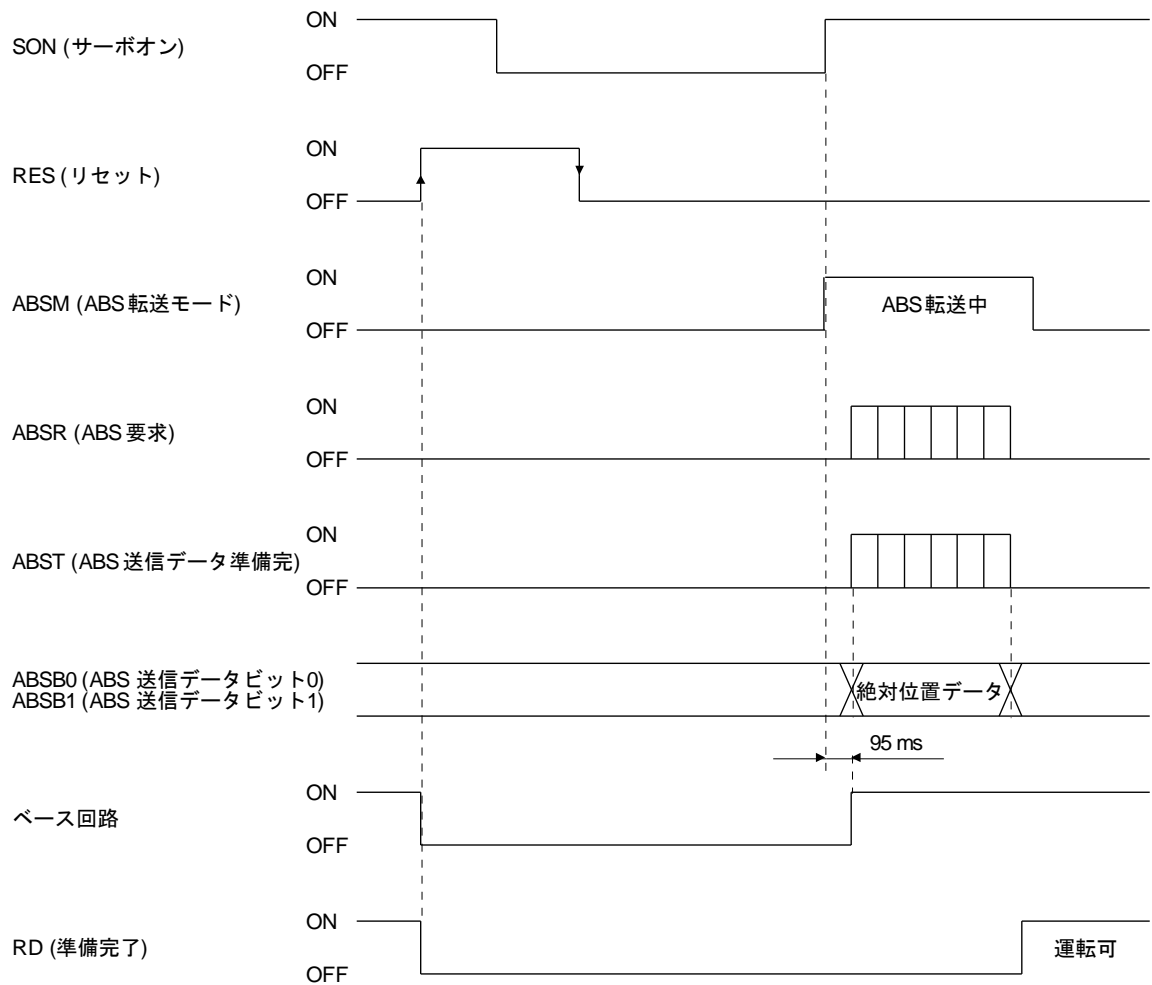 ON
SON (サーボオン)
OFF
ON
RES (リセット)
OFF
ON
ABSM (ABS転送モード)
ABS転送中
OFF
ON
ABSR (ABS要求)
OFF
ON
ABST (ABS送信データ準備完)
OFF
ABSB0 (ABS 送信データビット0)
ABSB1 (ABS 送信データビット1)
絶対位置データ
95 ms
ON
ベース回路
OFF
ON
RD (準備完了)
運転可
OFF